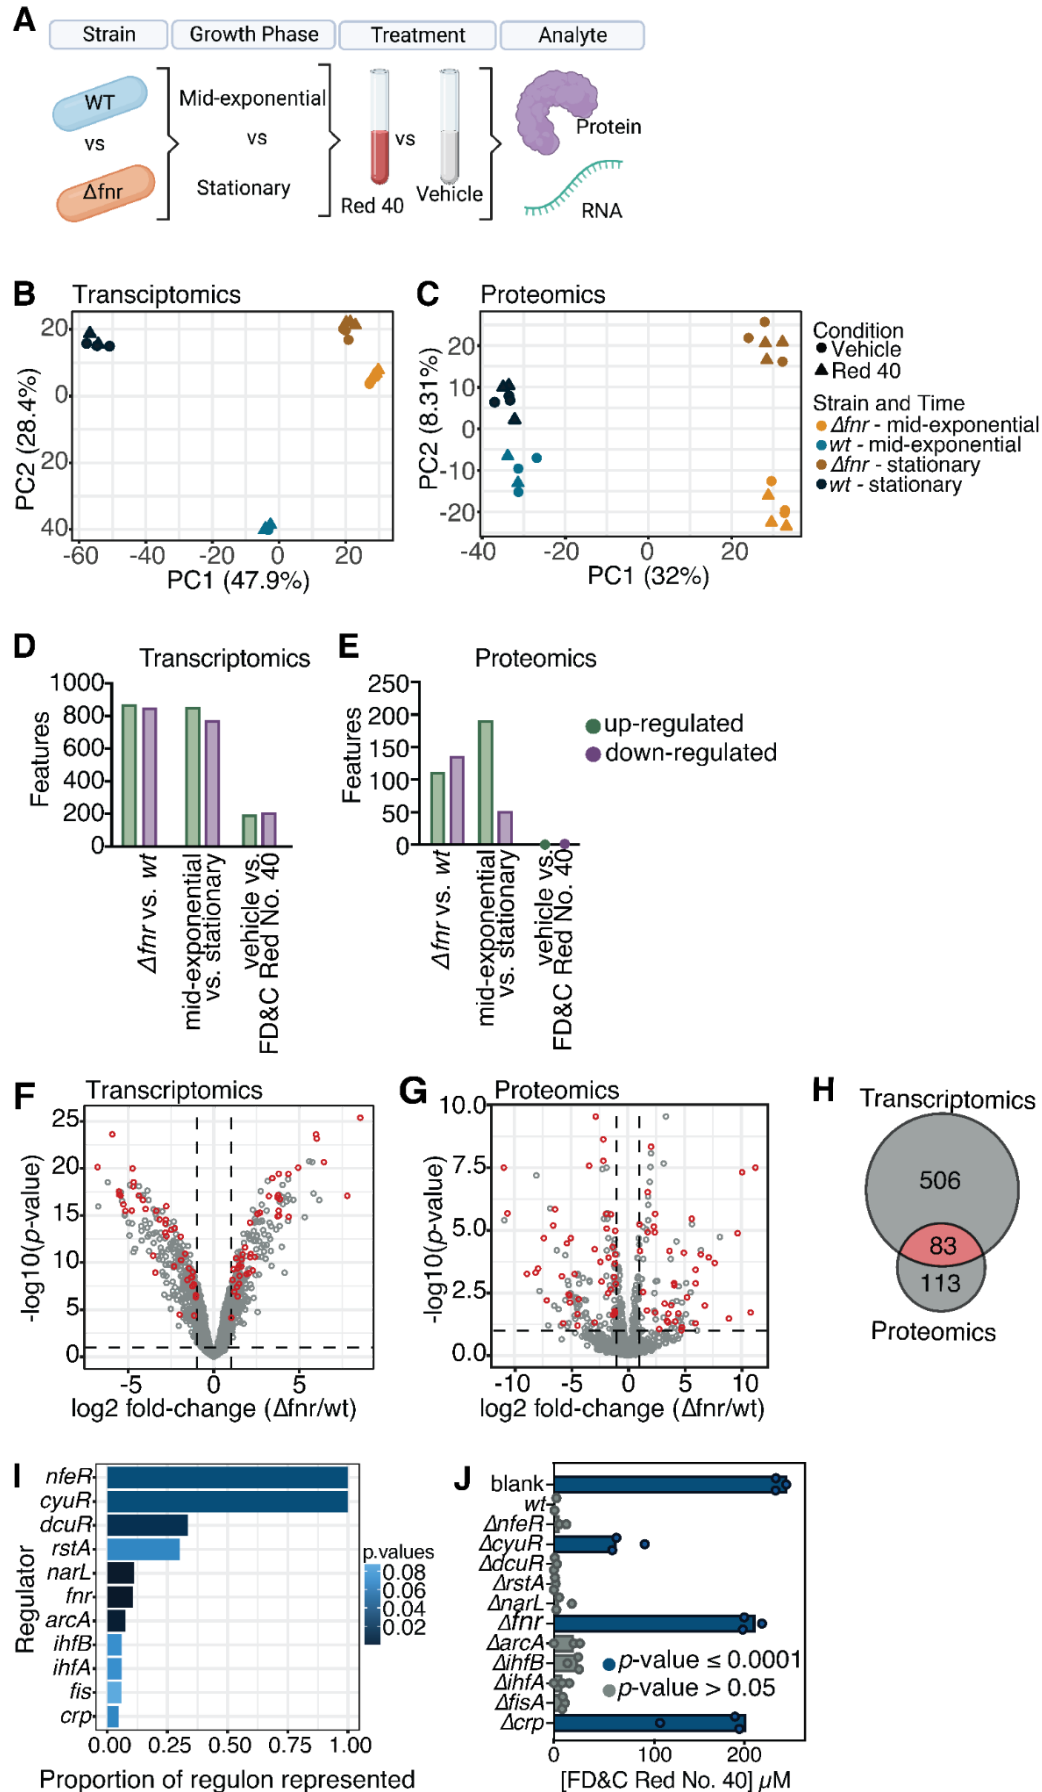 A
Strain Growth Phase Treatment Analyte
WT
vs
Δfnr
Mid-exponential
vs
Stationary
vs
Red 40
Vehicle
Protein
RNA
B Transciptomics
20
0
20
40
-60 -40 -20 0 20
PC1 (47.9%)
PC2 (28.4%)
C Proteomics
20
10
0
-10
-20
-40 -20 0 20
PC1 (32%)
PC2 (8.31%)
Condition
Vehicle
Red 40
Strain and Time
Δfnr - mid-exponential
wt - mid-exponential
Δfnr - stationary
wt - stationary
D Transcriptomics
1000
800
600
400
200
0
Features
Δfnr vs. wt
mid-exponential
vs. stationary
vehicle vs.
FD&C Red No. 40
E Proteomics
250
200
150
100
50
0
Features
Δfnr vs. wt
mid-exponential
vs. stationary
vehicle vs.
FD&C Red No. 40
up-regulated
down-regulated
F Transcriptomics
25
20
15
10
5
0
-log10(p-value)
-5 0 5
log2 fold-change (Δfnr/wt)
G Proteomics
10.0
7.5
5.0
2.5
0.0
-log10(p-value)
-10 -5 0 5 10
log2 fold-change (Δfnr/wt)
H
Transcriptomics
506
83
113
Proteomics
I
nfeR
cyuR
dcuR
rstA
narL
fnr
arcA
ihfB
ihfA
fis
crp
Regulator
0.00 0.25 0.50 0.75 1.00
Proportion of regulon represented
p.values
0.08
0.06
0.04
0.02
J
blank
wt
ΔnfeR
ΔcyuR
ΔdcuR
ΔrstA
ΔnarL
Δfnr
ΔarcA
ΔihfB
ΔihfA
ΔfisA
Δcrp
p-value ≤ 0.0001
p-value > 0.05
0 100 200
[FD&C Red No. 40] µM